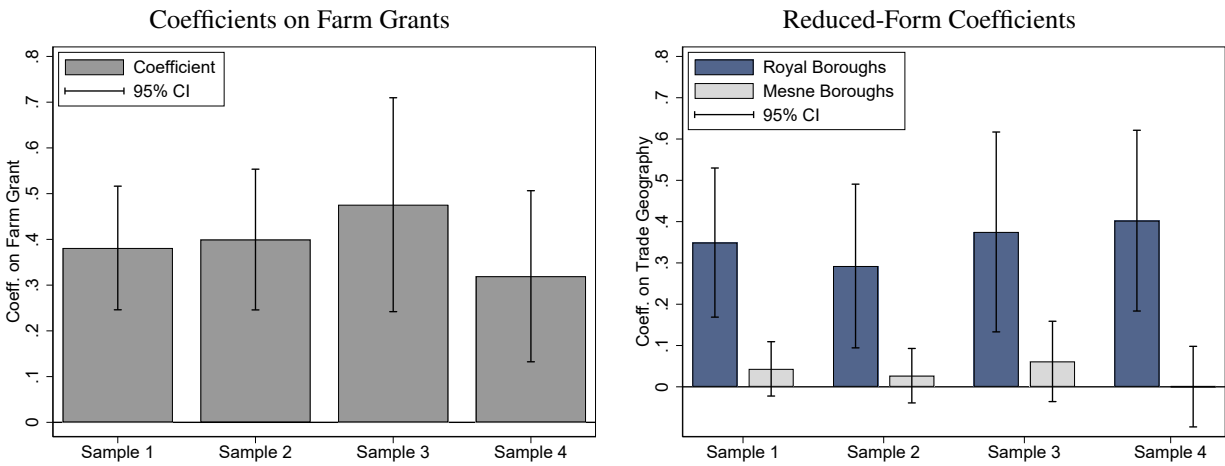 Coefficients on Farm Grants
Coeff. on Farm Grant
.8
.7
.6
.5
.4
.3
.2
.1
0
Coefficient
95% CI
Sample 1
Sample 2
Sample 3
Sample 4
Reduced-Form Coefficients
Coeff. on Trade Geography
.8
.7
.6
.5
.4
.3
.2
.1
0
Royal Boroughs
Mesne Boroughs
95% CI
Sample 1
Sample 2
Sample 3
Sample 4